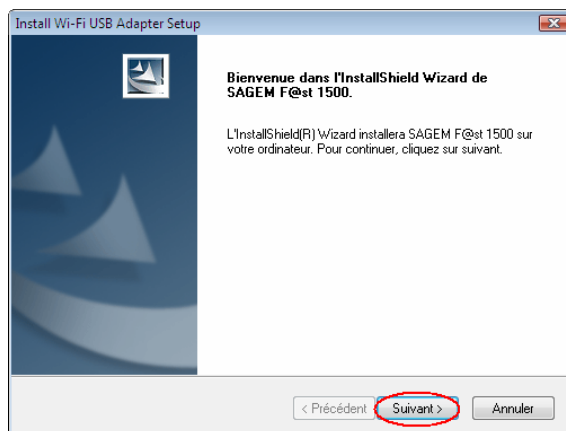 Install Wi-Fi USB Adapter Setup
Bienvenue dans l'InstallShield Wizard de
SAGEM F@st 1500.
L'InstallShield(R) Wizard installera SAGEM F@st 1500 sur
votre ordinateur. Pour continuer, cliquez sur suivant.
< Précédent Suivant > Annuler